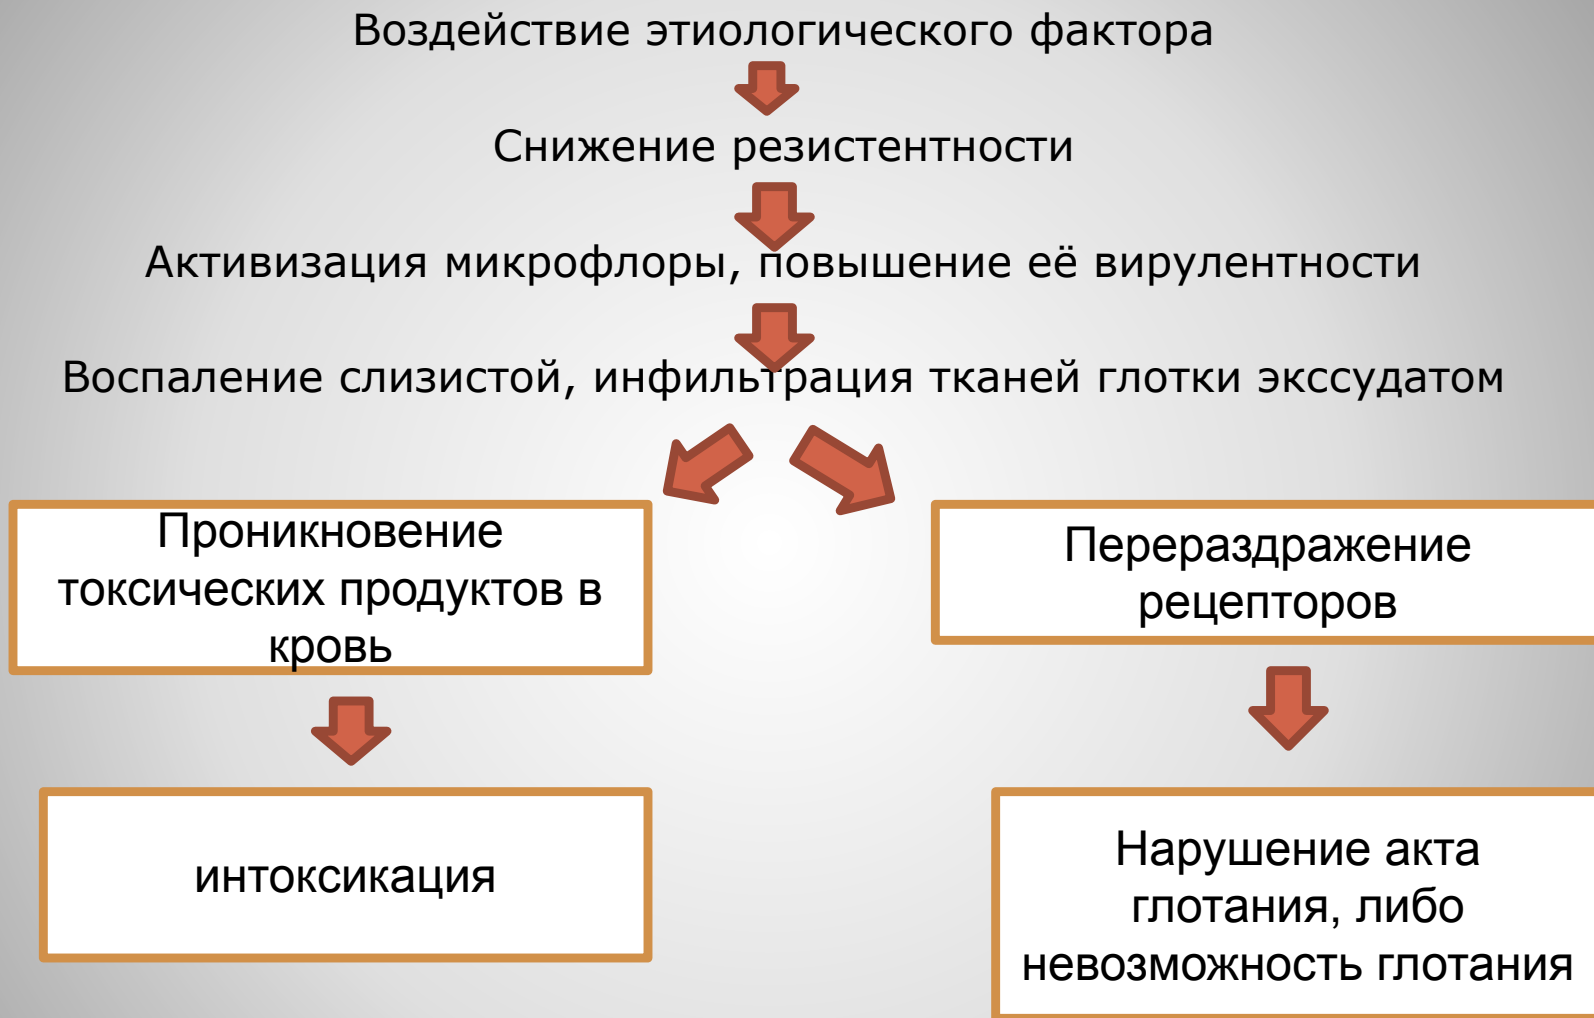 Воздействие этиологического фактора
Снижение резистентности
Активизация микрофлоры, повышение её вирулентности
Воспаление слизистой, инфильтрация тканей глотки экссудатом
Проникновение
токсических продуктов в
кровь
Перераздражение
рецепторов
интоксикация
Нарушение акта
глотания, либо
невозможность глотания